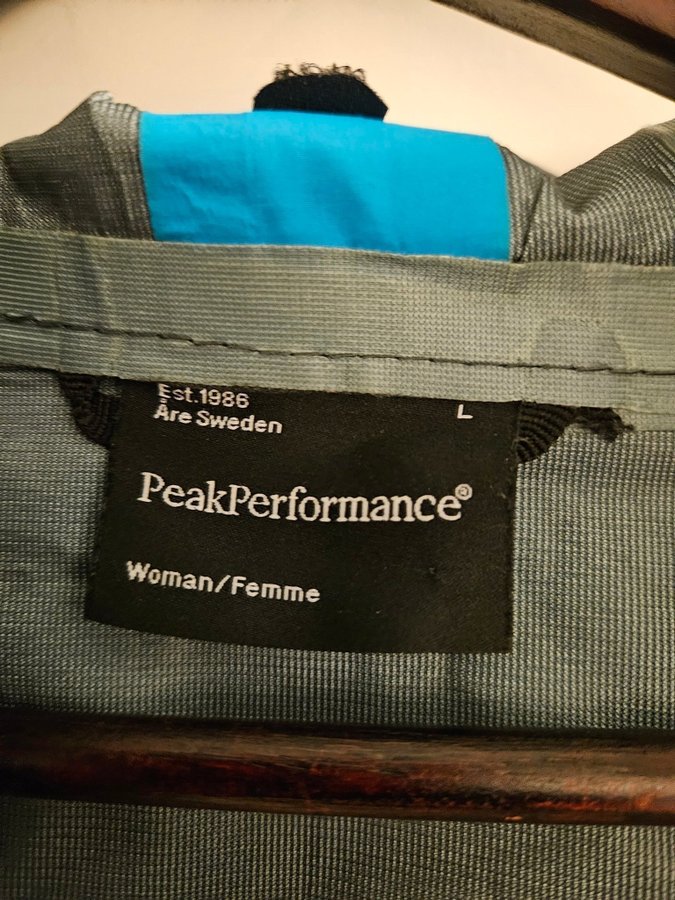 Est.1986
Åre Sweden
L
PeakPerformance®
Woman/Femme